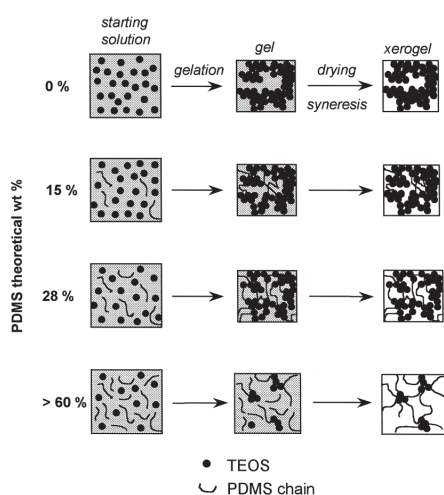 starting
solution
gel
xerogel
0 %
gelation
drying
syneresis
15 %
28 %
> 60 %
PDMS theoretical wt %
TEOS
PDMS chain